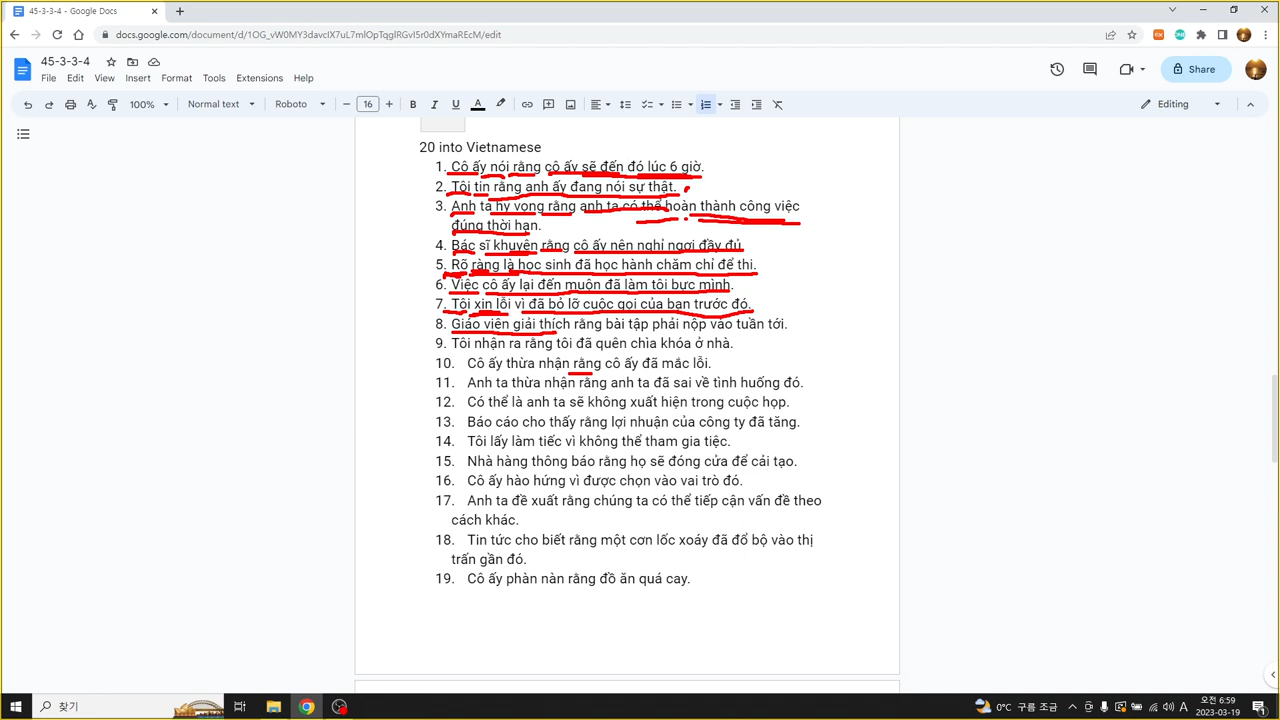 45-3-3-4 - Google Docs
docs.google.com/document/d/1OG_vW0MY3davcIX7uL7mlOpTqglRGvI5r0dXYmaREcM/edit
45-3-3-4
File Edit View Insert Format Tools Extensions Help
Share
100% Normal text Roboto 16 Editing
20 into Vietnamese
1. Cô ấy nói rằng cô ấy sẽ đến đó lúc 6 giờ.
2. Tôi tin rằng anh ấy đang nói sự thật.
3. Anh ta hy vọng rằng anh ta có thể hoàn thành công việc
đúng thời hạn.
4. Bác sĩ khuyên rằng cô ấy nên nghỉ ngơi đầy đủ.
5. Rõ ràng là học sinh đã học hành chăm chỉ để thi.
6. Việc cô ấy lại đến muộn đã làm tôi bực mình.
7. Tôi xin lỗi vì đã bỏ lỡ cuộc gọi của bạn trước đó.
8. Giáo viên giải thích rằng bài tập phải nộp vào tuần tới.
9. Tôi nhận ra rằng tôi đã quên chìa khóa ở nhà.
10. Cô ấy thừa nhận rằng cô ấy đã mắc lỗi.
11. Anh ta thừa nhận rằng anh ta đã sai về tình huống đó.
12. Có thể là anh ta sẽ không xuất hiện trong cuộc họp.
13. Báo cáo cho thấy rằng lợi nhuận của công ty đã tăng.
14. Tôi lấy làm tiếc vì không thể tham gia tiệc.
15. Nhà hàng thông báo rằng họ sẽ đóng cửa để cải tạo.
16. Cô ấy hào hứng vì được chọn vào vai trò đó.
17. Anh ta đề xuất rằng chúng ta có thể tiếp cận vấn đề theo
cách khác.
18. Tin tức cho biết rằng một cơn lốc xoáy đã đổ bộ vào thị
trấn gần đó.
19. Cô ấy phàn nàn rằng đồ ăn quá cay.
찾기
0°C 구름 조금
A
오전 6:59
2023-03-19